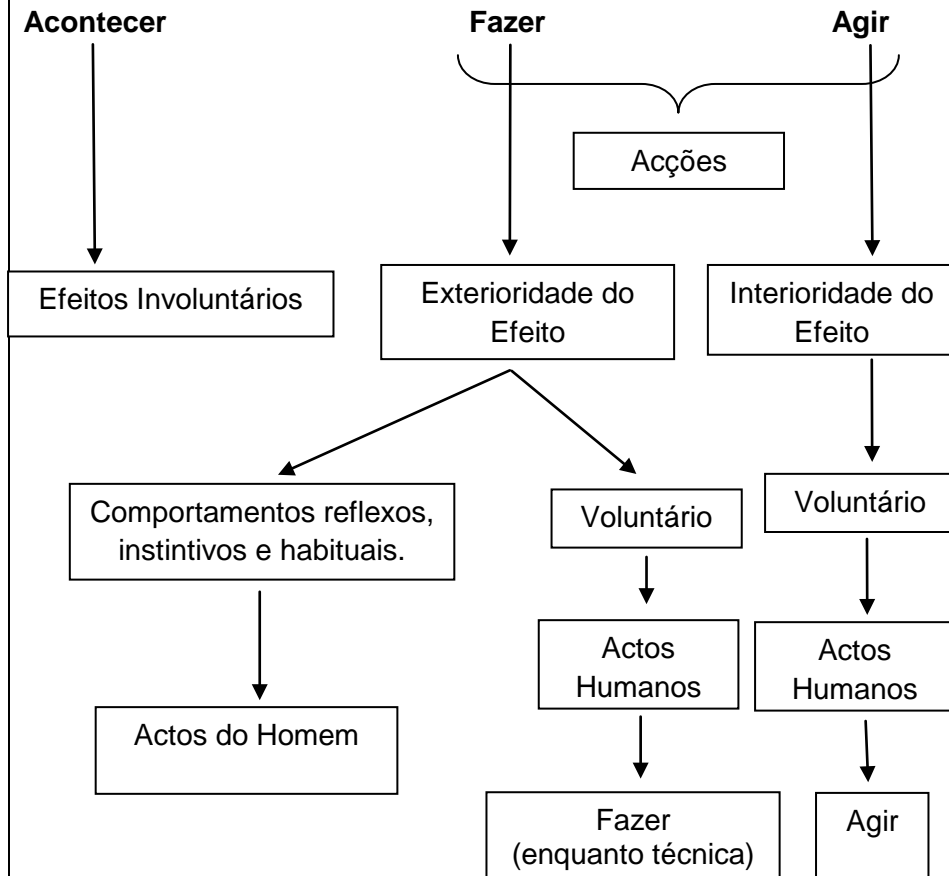 Acontecer
Fazer
Agir
Acções
Efeitos Involuntários
Exterioridade do
Efeito
Interioridade do
Efeito
Comportamentos reflexos,
instintivos e habituais.
Voluntário
Voluntário
Actos
Humanos
Actos
Humanos
Actos do Homem
Fazer
(enquanto técnica)
Agir